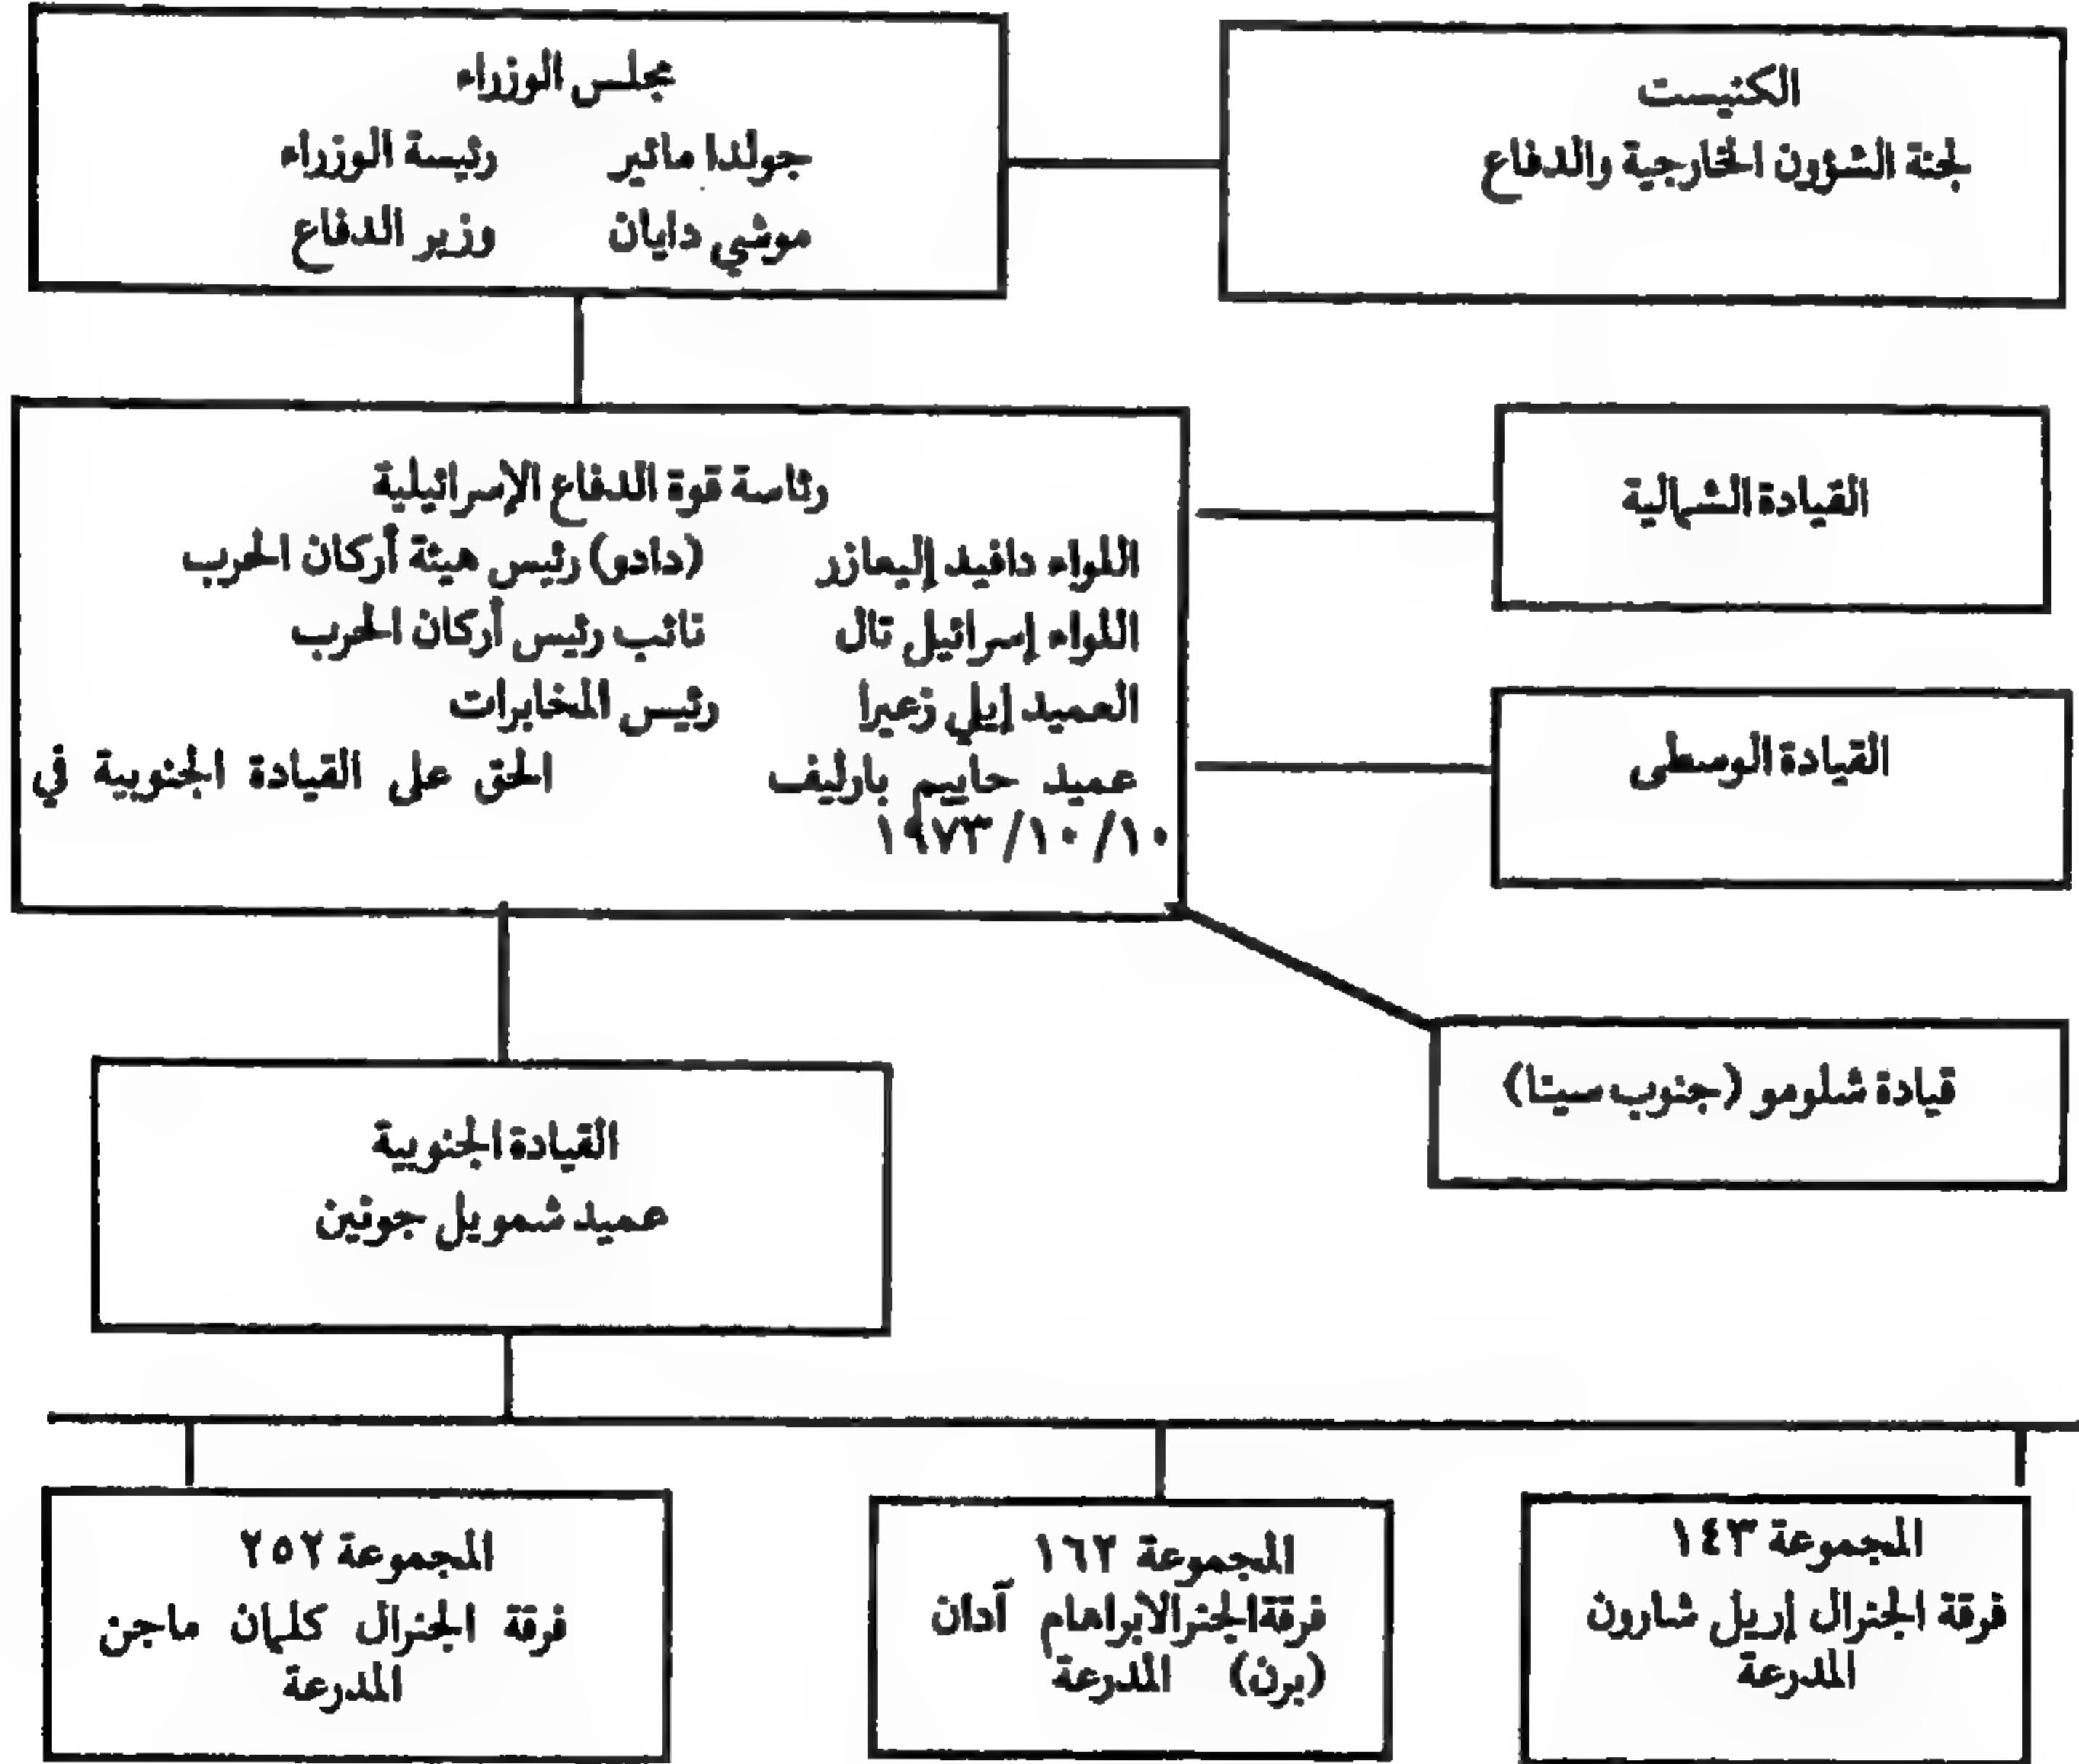 الكنيست
لجنة الشؤون الخارجية والدفاع
مجلس الوزراء
جولدا مائير رئيسة الوزراء
موشي دايان وزير الدفاع
رئاسة قوة الدفاع الإسرائيلية
اللواء دافيد إليعازر (دادو) رئيس هيئة أركان الحرب
اللواء إسرائيل تال نائب رئيس أركان الحرب
العميد إيلي زعيرا رئيس المخابرات
عميد حاييم بارليف الحق على القيادة الجنوبية في
١٩٧٣/١٠/١٠
القيادة الشمالية
القيادة الوسطى
قيادة شلومو (جنوب سينا)
القيادة الجنوبية
عميد شمويل جونين
المجموعة ١٤٣
فرقة الجنرال إريل شارون
المدرعة
المجموعة ١٦٢
فرقة الجنرال ابراهام آدان
(برن) المدرعة
المجموعة ٢٥٢
فرقة الجنرال كلمان ماجن
المدرعة